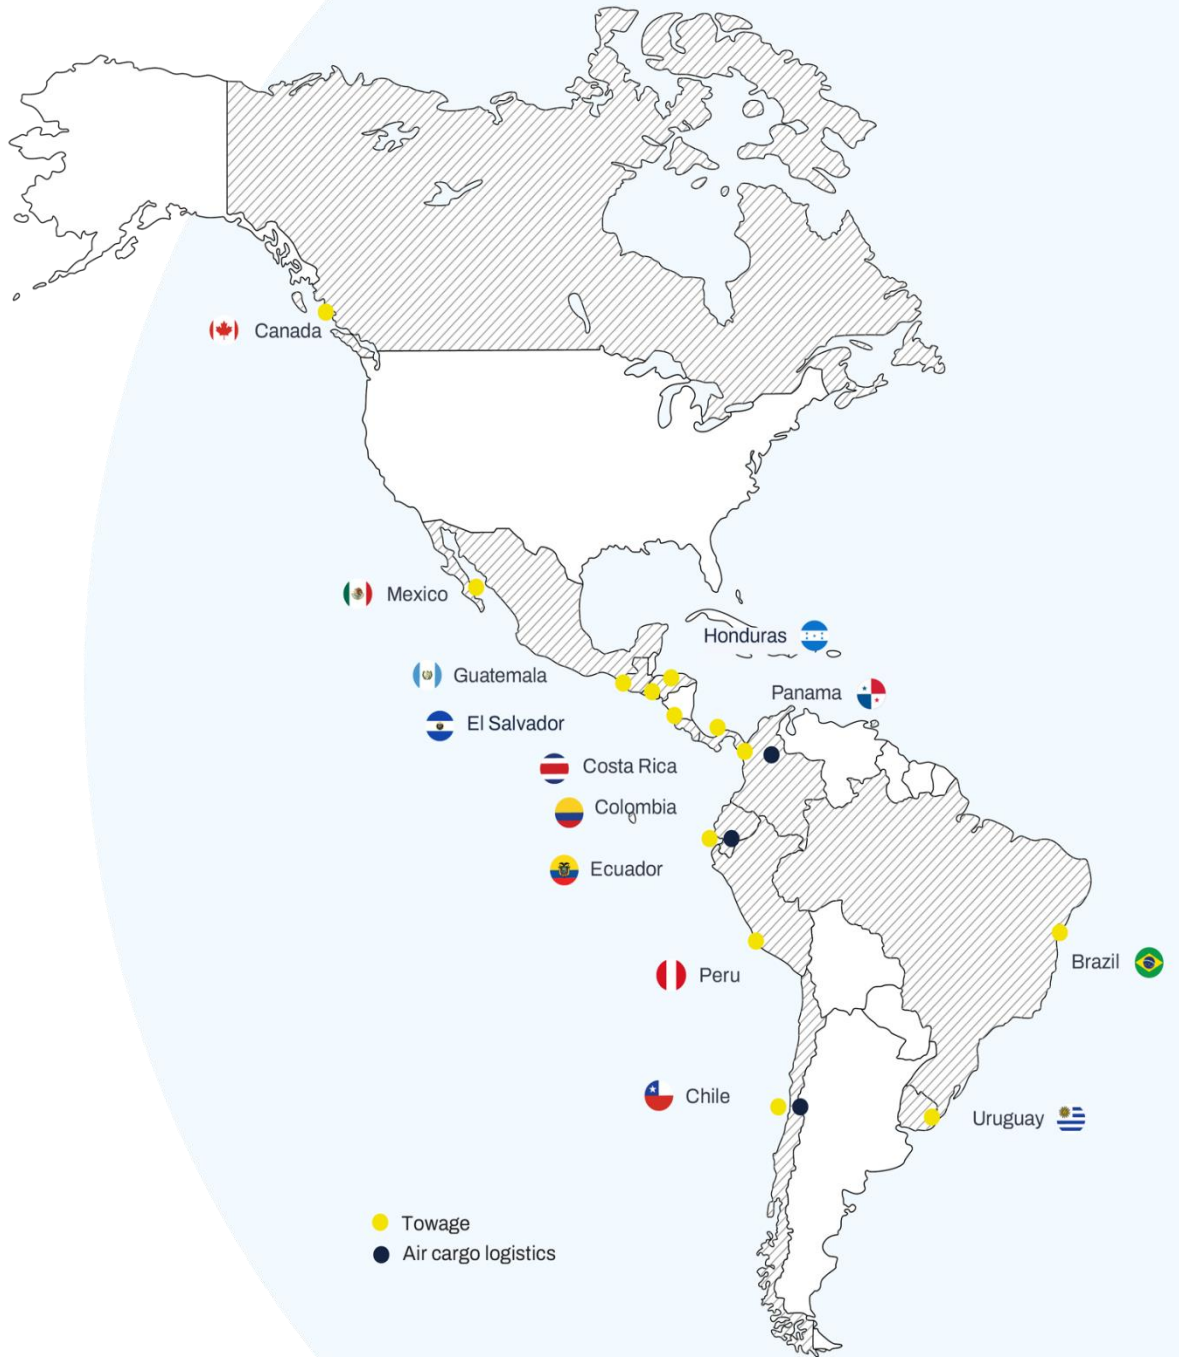 Canada
Mexico
Honduras
Guatemala
Panama
El Salvador
Costa Rica
Colombia
Ecuador
Brazil
Peru
Chile
Uruguay
Towage
Air cargo logistics